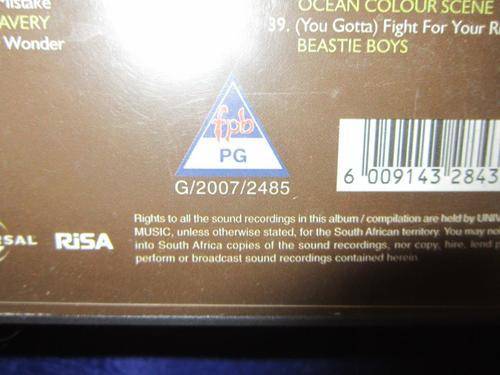 Mistake
AVERY
Wonder
OCEAN COLOUR SCENE
39. (You Gotta) Fight For Your
BEASTIE BOYS
fpb
PG
G/2007/2485
6 009143 2843
RiSA
Rights to all the sound recordings in this album / compilation are held by
MUSIC, unless otherwise stated, for the South African territory. You may
into South Africa copies of the sound recordings, nor copy, hire, lend
perform or broadcast sound recordings contained herein.